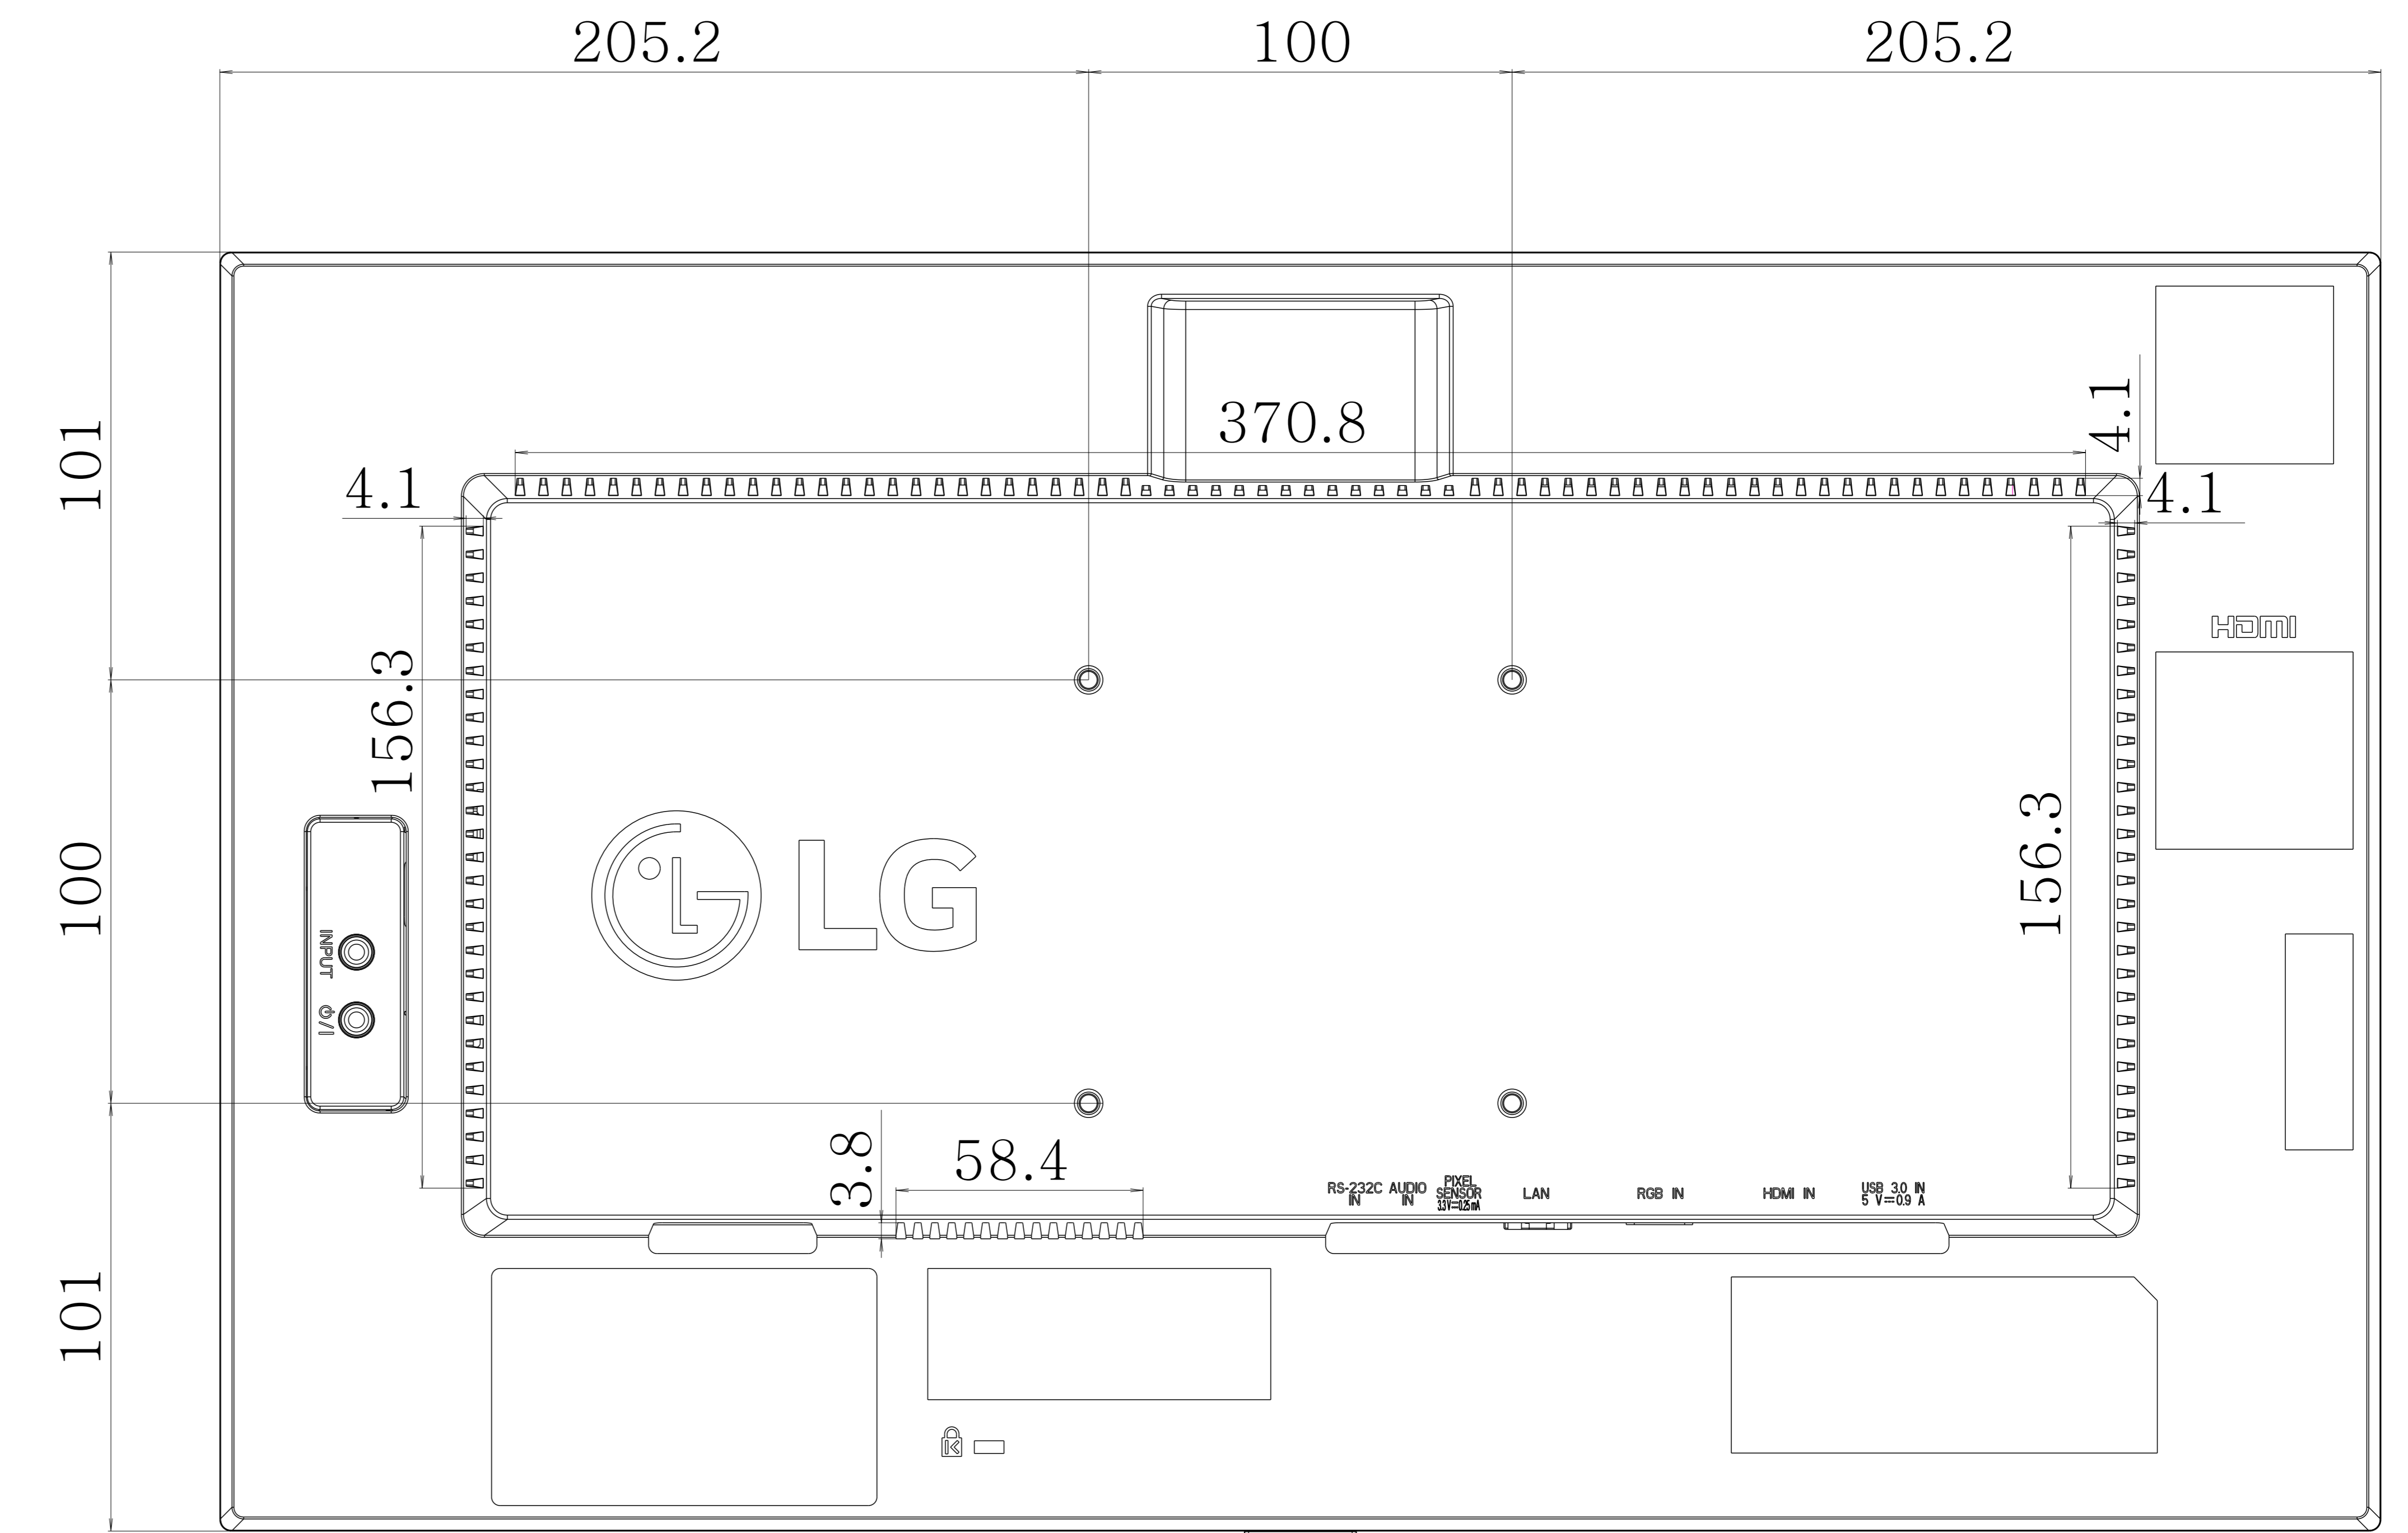 205.2
100
205.2
101
370.8
4.1
4.1
4.1
HDMI
156.3
156.3
100
LG
LG
INPUT
⏻/I
3.8
58.4
RS-232C IN
AUDIO IN
PIXEL
SENSOR
3.3V⎓0.25mA
LAN
RGB IN
HDMI IN
USB 3.0 IN
5 V⎓0.9 A
101
K